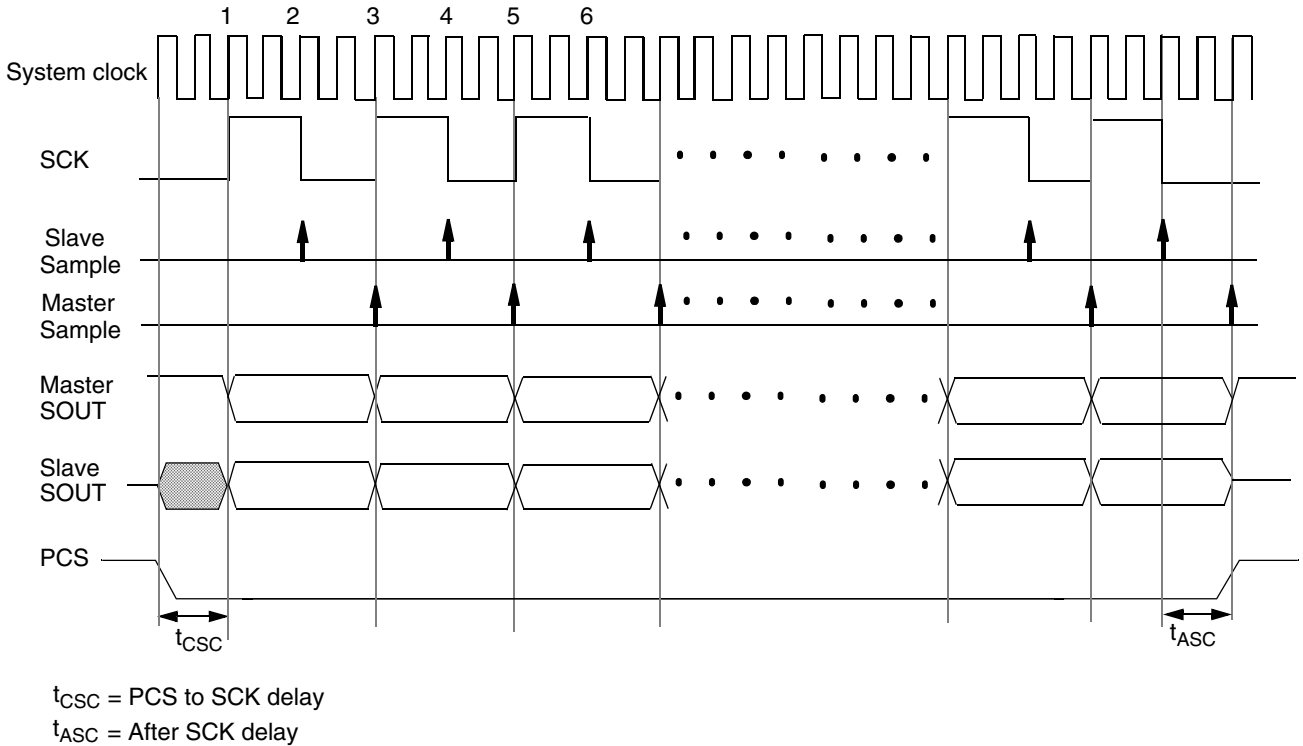 1 2 3 4 5 6
System clock
SCK
Slave
Sample
Master
Sample
Master
SOUT
Slave
SOUT
PCS
tCSC
tASC
tCSC = PCS to SCK delay
tASC = After SCK delay